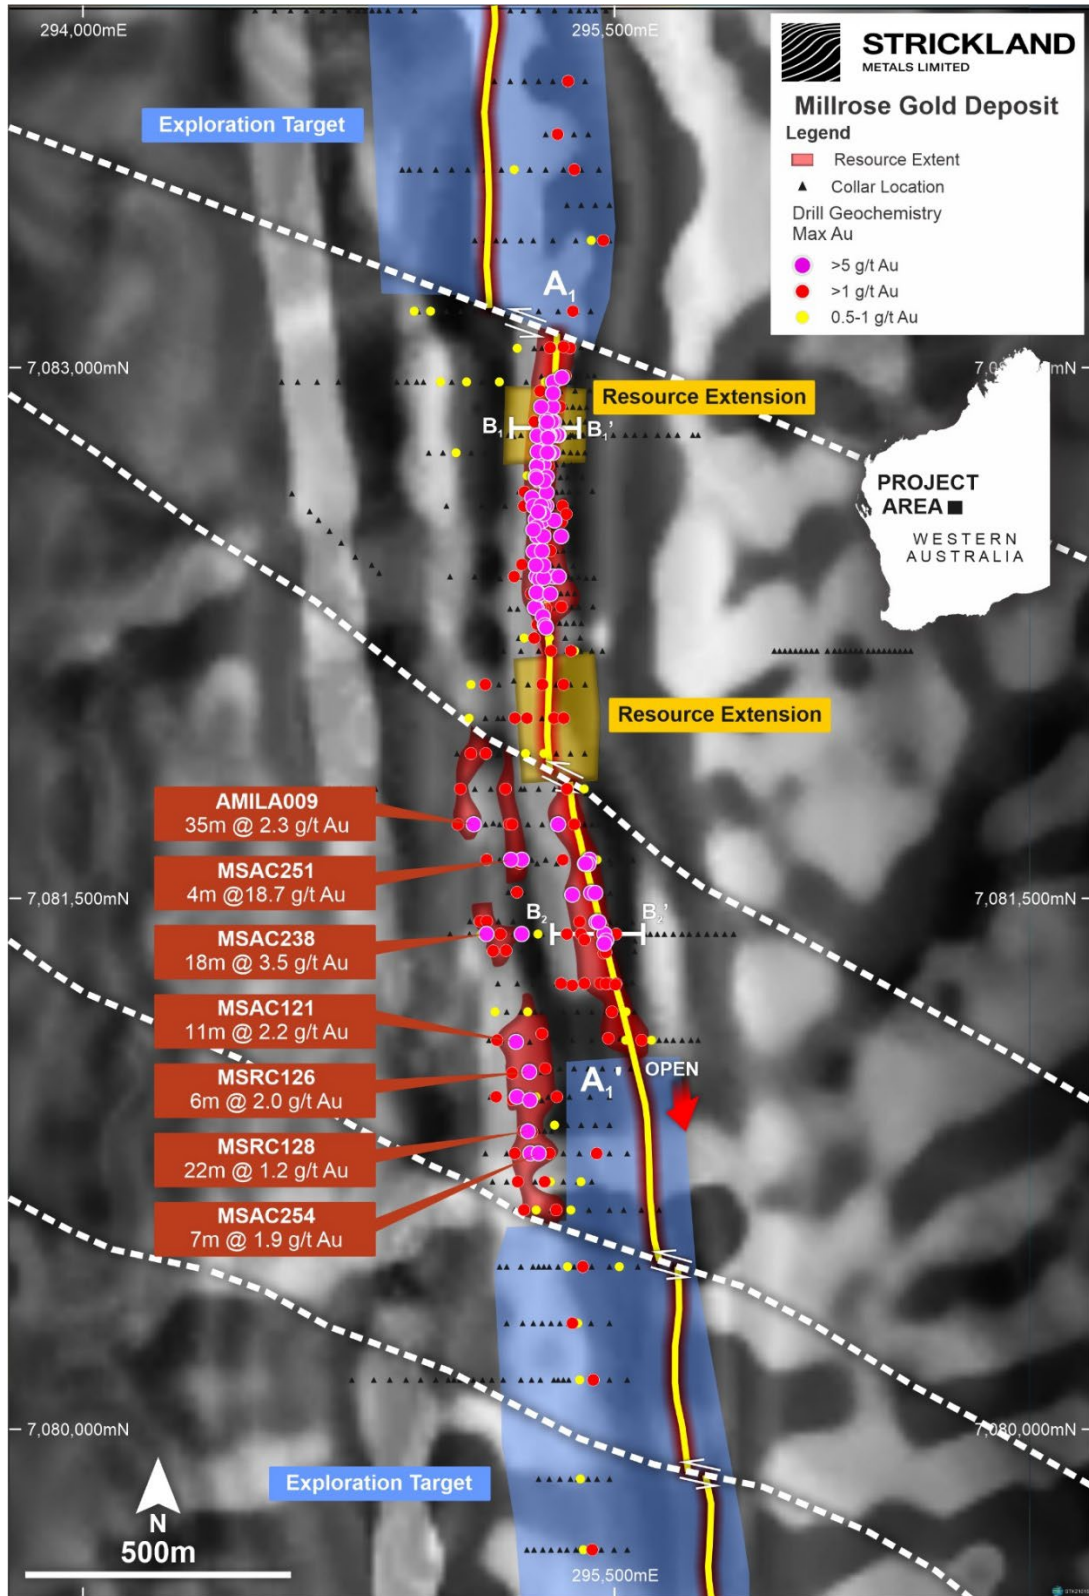 294,000mE
295,500mE
STRICKLAND
METALS LIMITED
Millrose Gold Deposit
Legend
Resource Extent
Collar Location
Drill Geochemistry
Max Au
>5 g/t Au
>1 g/t Au
0.5-1 g/t Au
Exploration Target
A1
7,083,000mN
Resource Extension
B1
B1'
PROJECT
AREA
WESTERN
AUSTRALIA
Resource Extension
AMILA009
35m @ 2.3 g/t Au
MSAC251
4m @18.7 g/t Au
7,081,500mN
7,081,500mN
B2
B2'
MSAC238
18m @ 3.5 g/t Au
MSAC121
11m @ 2.2 g/t Au
A1'
OPEN
MSRC126
6m @ 2.0 g/t Au
MSRC128
22m @ 1.2 g/t Au
MSAC254
7m @ 1.9 g/t Au
7,080,000mN
7,080,000mN
Exploration Target
N
500m
295,500mE